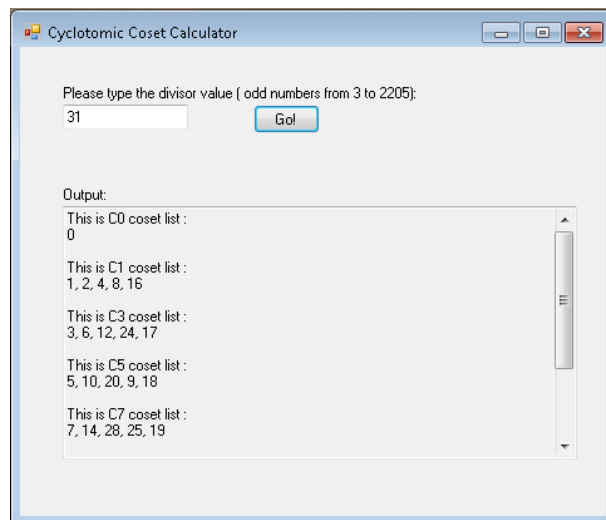 Cyclotomic Coset Calculator
Please type the divisor value ( odd numbers from 3 to 2205):
31
Go!
Output:
This is C0 coset list :
0
This is C1 coset list :
1, 2, 4, 8, 16
This is C3 coset list :
3, 6, 12, 24, 17
This is C5 coset list :
5, 10, 20, 9, 18
This is C7 coset list :
7, 14, 28, 25, 19